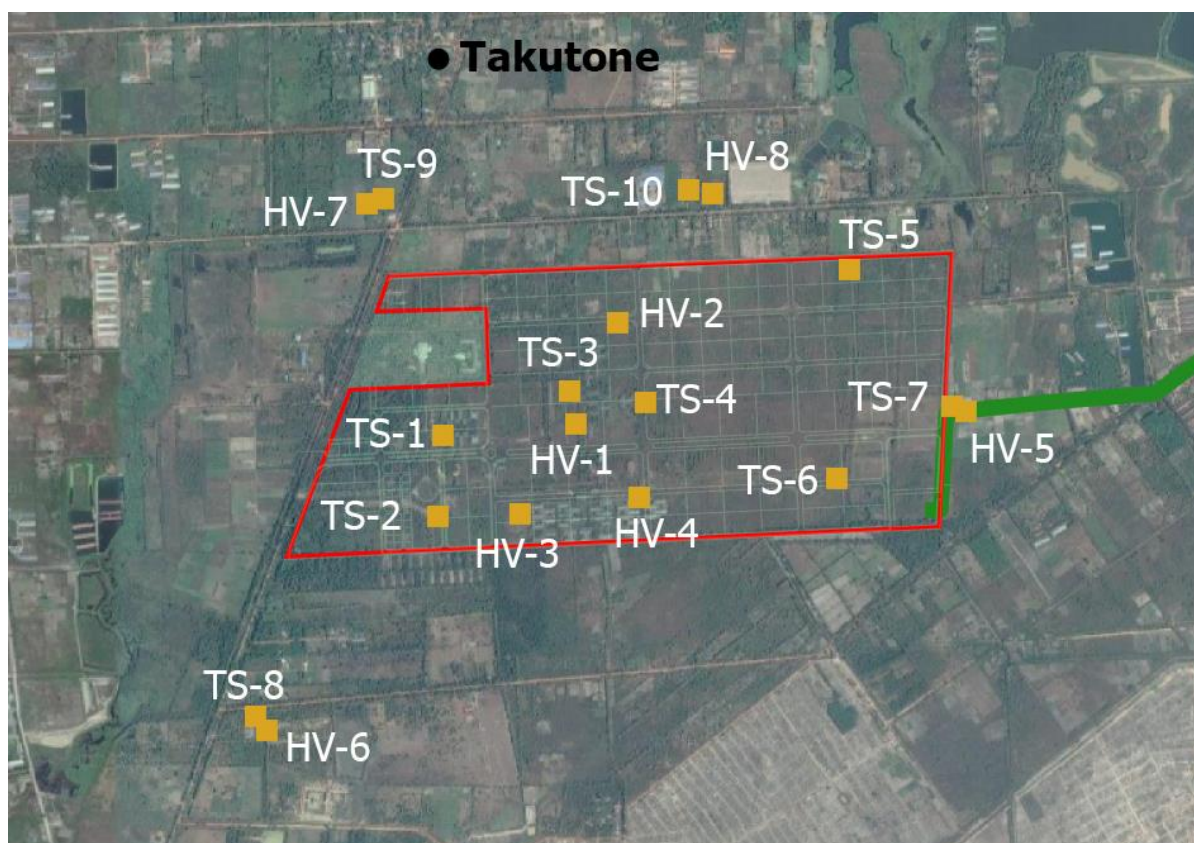 Takutone
TS-9
HV-8
HV-7
TS-10
TS-5
HV-2
TS-3
TS-4
TS-7
TS-1
HV-1
HV-5
TS-6
TS-2
HV-3
HV-4
TS-8
HV-6